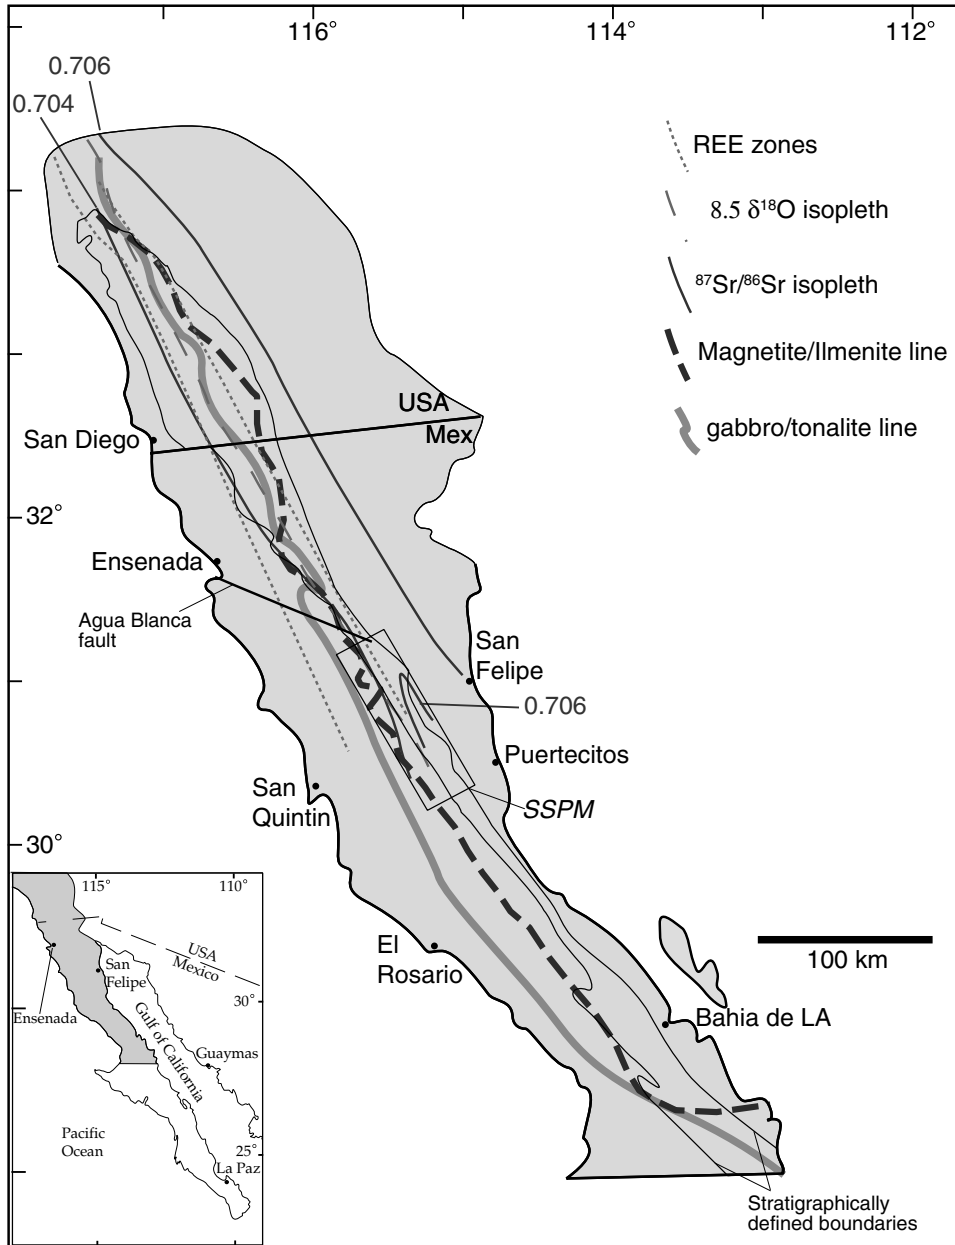 116°
114°
112°
0.706
0.704
REE zones
8.5 δ18O isopleth
87Sr/86Sr isopleth
Magnetite/Ilmenite line
gabbro/tonalite line
USA
Mex
San Diego
32°
Ensenada
Agua Blanca
fault
San
Felipe
0.706
Puertecitos
San
Quintin
SSPM
30°
El
Rosario
100 km
Bahia de LA
Stratigraphically
defined boundaries
115°
110°
USA
Mexico
San
Felipe
30°
Ensenada
Gulf of California
Guaymas
Pacific
Ocean
25°
La Paz